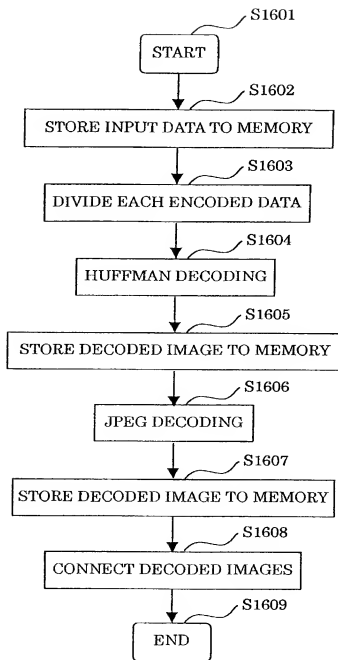 S1601
START
S1602
STORE INPUT DATA TO MEMORY
S1603
DIVIDE EACH ENCODED DATA
S1604
HUFFMAN DECODING
S1605
STORE DECODED IMAGE TO MEMORY
S1606
JPEG DECODING
S1607
STORE DECODED IMAGE TO MEMORY
S1608
CONNECT DECODED IMAGES
S1609
END